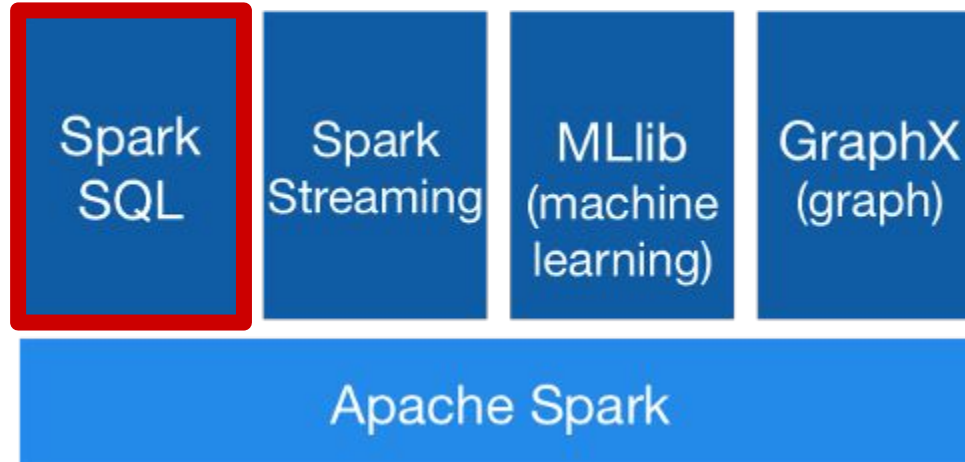 Spark
SQL
Spark
Streaming
MLlib
(machine
learning)
GraphX
(graph)
Apache Spark